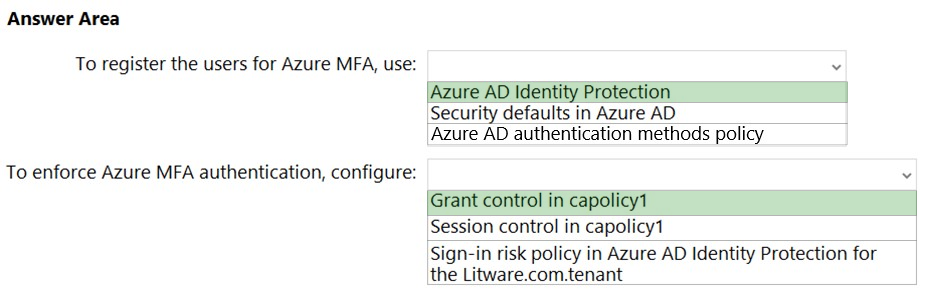 Answer Area
To register the users for Azure MFA, use:
Azure AD Identity Protection
Security defaults in Azure AD
Azure AD authentication methods policy
To enforce Azure MFA authentication, configure:
Grant control in capolicy1
Session control in capolicy1
Sign-in risk policy in Azure AD Identity Protection for
the Litware.com.tenant